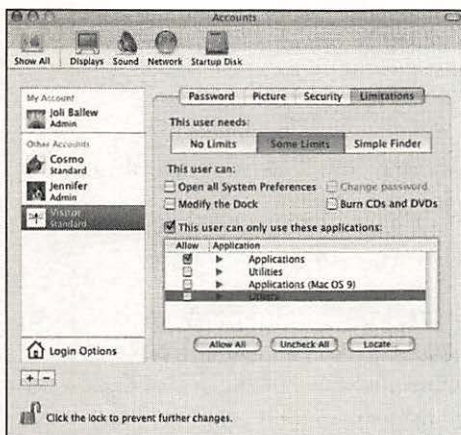 Accounts
Show All Displays Sound Network Startup Disk
Password Picture Security Limitations
My Account
Joli Ballew
Admin
Other Accounts
Cosmo
Standard
Jennifer
Admin
Visitor
Standard
Login Options
This user needs:
No Limits Some Limits Simple Finder
This user can:
Open all System Preferences Change password
Modify the Dock Burn CDs and DVDs
This user can only use these applications:
Allow Application
Applications
Utilities
Applications (Mac OS 9)
Others
Allow All Uncheck All Locate...
Click the lock to prevent further changes.